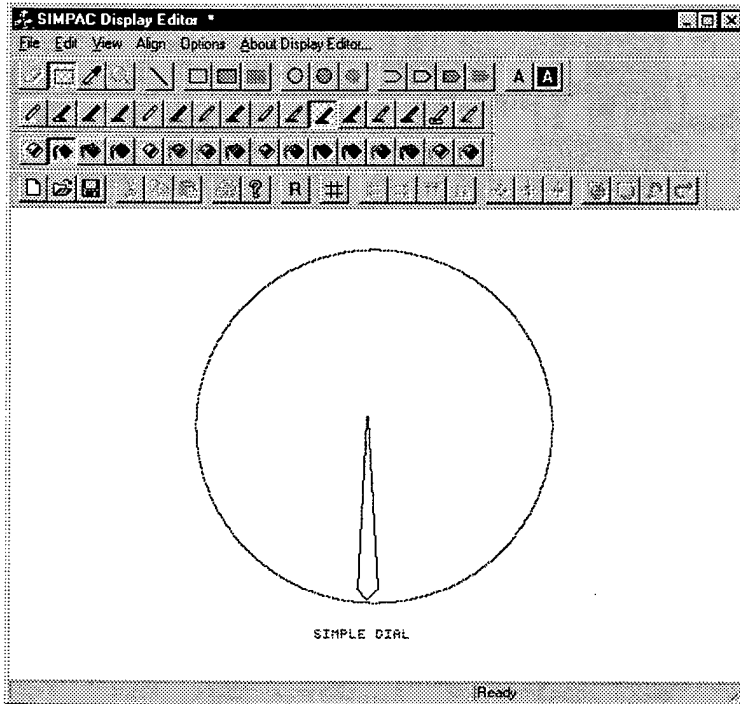 SIMPAC Display Editor *
File Edit View Align Options About Display Editor...
A A
? R
SIMPLE DIAL
Ready